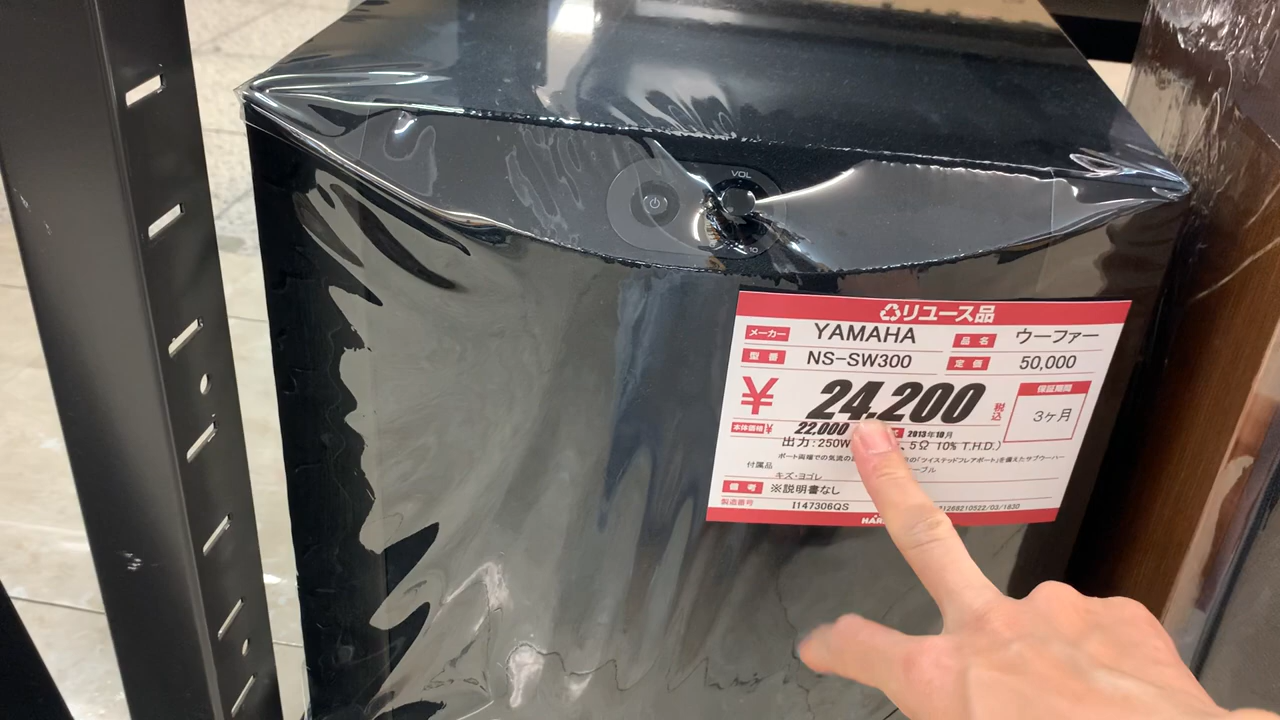 VOL
リユース品
メーカー YAMAHA 品名 ウーファー
型番 NS-SW300 定価 50,000
¥ 24,200 税込 保証期間 3ヶ月
本体価格¥ 22,000 2013年10月
出力:250W 、5Ω 10% T.H.D.)
ポート両端での気流の の「ツイステッドフレアポート」を備えたサブウーハー
付属品 ーブル
キズ・ヨゴレ
備考 ※説明書なし
製造番号 I147306QS 1268210522/03/1830
HAR